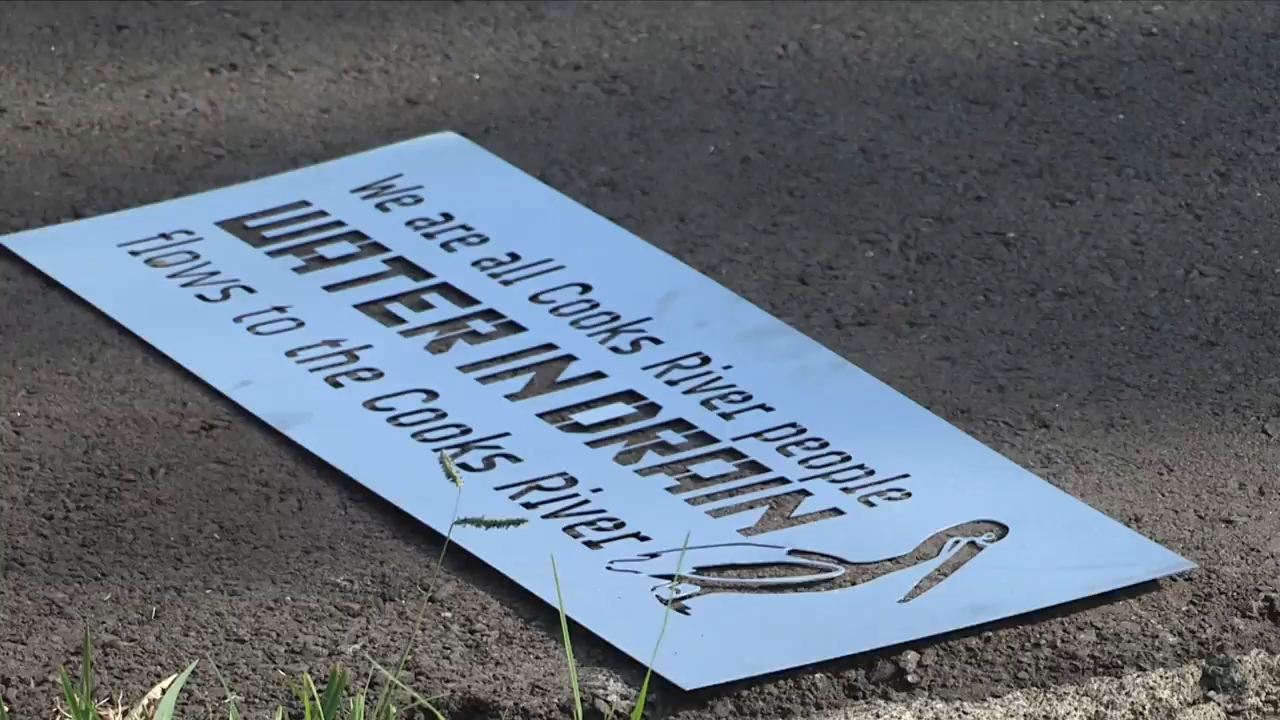 We are all Cooks River people
WATER IN DRAIN
flows to the Cooks River